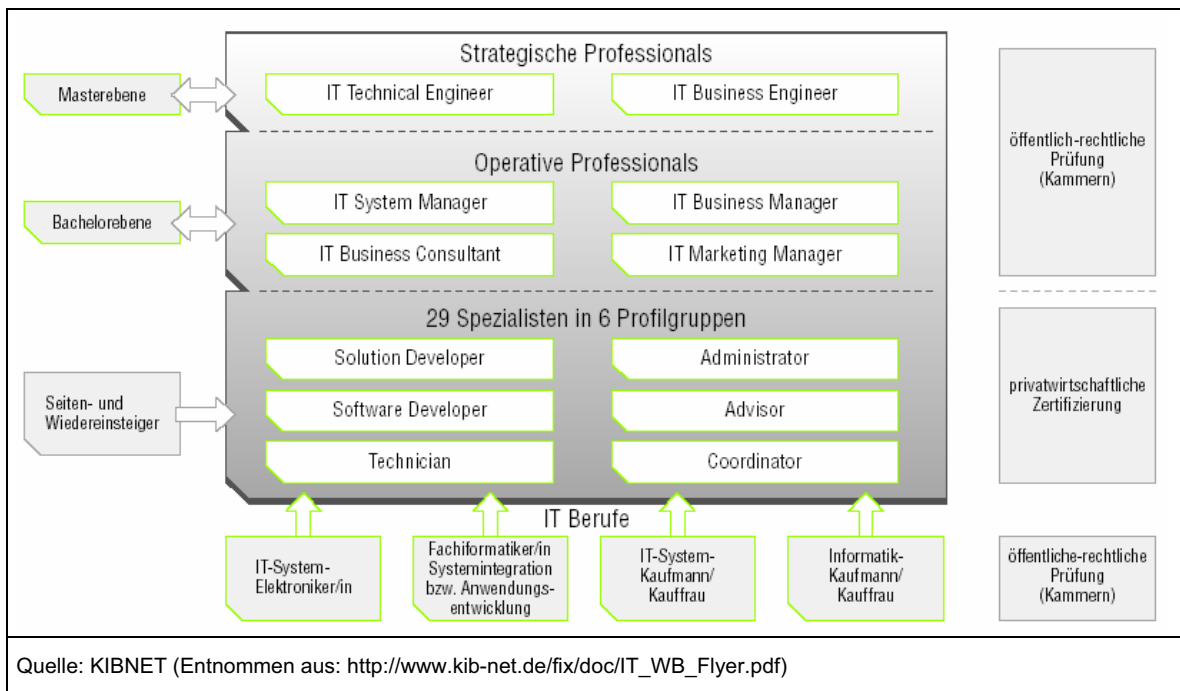 Strategische Professionals
Masterebene
IT Technical Engineer
IT Business Engineer
öffentlich-rechtliche
Prüfung
(Kammern)
Operative Professionals
Bachelorebene
IT System Manager
IT Business Manager
IT Business Consultant
IT Marketing Manager
29 Spezialisten in 6 Profilgruppen
Seiten- und
Wiedereinsteiger
Solution Developer
Administrator
Software Developer
Advisor
Technician
Coordinator
privatwirtschaftliche
Zertifizierung
IT Berufe
IT-System-
Elektroniker/in
Fachiformatiker/in
Systemintegration
bzw. Anwendungs-
entwicklung
IT-System-
Kaufmann/
Kauffrau
Informatik-
Kaufmann/
Kauffrau
öffentliche-rechtliche
Prüfung
(Kammern)
Quelle: KIBNET (Entnommen aus: http://www.kib-net.de/fix/doc/IT_WB_Flyer.pdf)